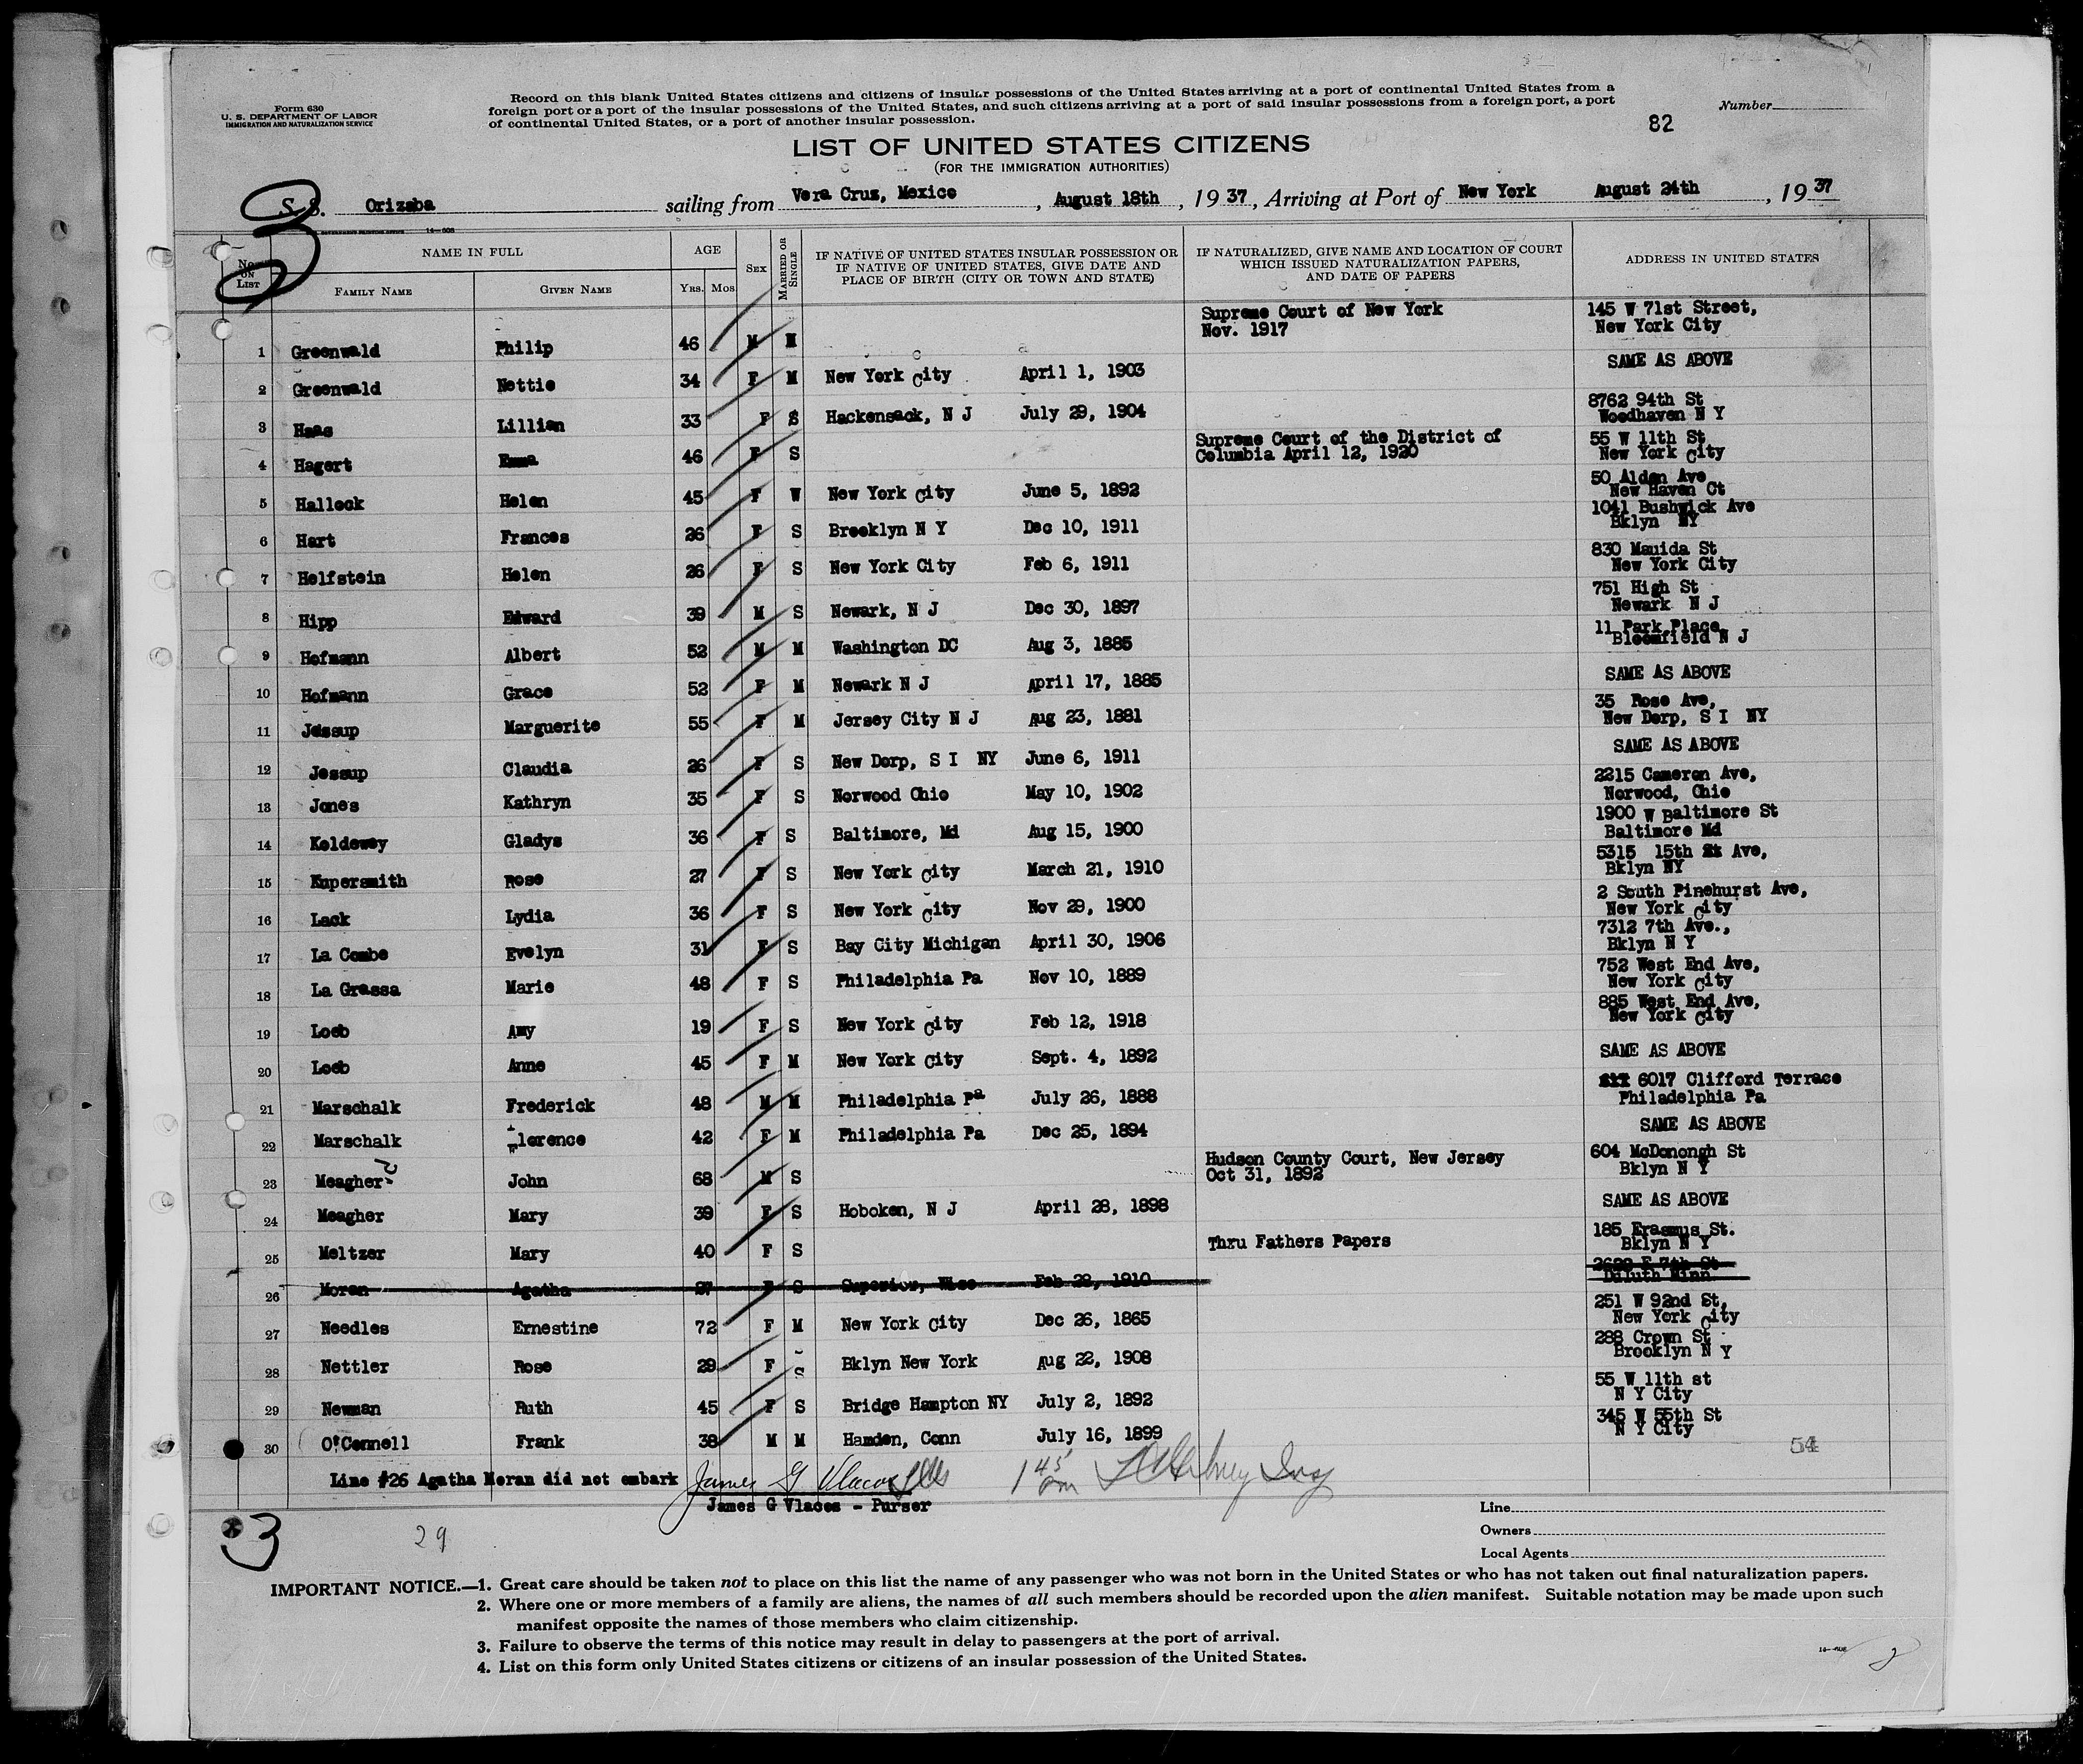 Form 630
U. S. DEPARTMENT OF LABOR
IMMIGRATION AND NATURALIZATION SERVICE
Record on this blank United States citizens and citizens of insular possessions of the United States arriving at a port of continental United States from a
foreign port or a port of the insular possessions of the United States, and such citizens arriving at a port of said insular possessions from a foreign port, a port
of continental United States, or a port of another insular possession.
Number
82
LIST OF UNITED STATES CITIZENS
(FOR THE IMMIGRATION AUTHORITIES)
3
S. S. Orizaba sailing from Vera Cruz, Mexico, August 18th, 1937, Arriving at Port of New York August 24th, 1937
No. ON LIST
NAME IN FULL
FAMILY NAME GIVEN NAME
AGE
YRS. MOS.
SEX
MARRIED OR SINGLE
IF NATIVE OF UNITED STATES INSULAR POSSESSION OR
IF NATIVE OF UNITED STATES, GIVE DATE AND
PLACE OF BIRTH (CITY OR TOWN AND STATE)
IF NATURALIZED, GIVE NAME AND LOCATION OF COURT
WHICH ISSUED NATURALIZATION PAPERS,
AND DATE OF PAPERS
ADDRESS IN UNITED STATES
1 Greenwald Philip 46 M M Supreme Court of New York Nov. 1917 145 W 71st Street, New York City
2 Greenwald Nettie 34 F M New York City April 1, 1903 SAME AS ABOVE
3 Haas Lillian 33 F S Hackensack, N J July 29, 1904 8762 94th St Woodhaven N Y
4 Hagert Emma 46 F S Supreme Court of the District of Columbia April 12, 1920 55 W 11th St New York City
5 Hallock Helen 45 F W New York City June 5, 1892 50 Alden Ave New Haven Ct
6 Hart Frances 26 F S Brooklyn N Y Dec 10, 1911 1041 Bushwick Ave Bklyn NY
7 Helfstein Helen 26 F S New York City Feb 6, 1911 830 Manida St New York City
8 Hipp Edward 39 M S Newark, N J Dec 30, 1897 751 High St Newark N J
9 Hofmann Albert 52 M M Washington DC Aug 3, 1885 11 Park Place, Bloomfield N J
10 Hofmann Grace 52 F M Newark N J April 17, 1885 SAME AS ABOVE
11 Jessup Marguerite 55 F M Jersey City N J Aug 23, 1881 35 Rose Ave, New Dorp, S I NY
12 Jessup Claudia 26 F S New Dorp, S I NY June 6, 1911 SAME AS ABOVE
13 Jones Kathryn 35 F S Norwood Ohio May 10, 1902 2215 Cameron Ave, Norwood, Ohio
14 Koldewey Gladys 36 F S Baltimore, Md Aug 15, 1900 1900 W Baltimore St Baltimore Md
15 Kupersmith Rose 27 F S New York City March 21, 1910 5315 15th Ave, Bklyn NY
16 Lack Lydia 36 F S New York City Nov 29, 1900 2 South Pinehurst Ave, New York City
17 La Combe Evelyn 31 F S Bay City Michigan April 30, 1906 7312 7th Ave., Bklyn N Y
18 La Grassa Marie 48 F S Philadelphia Pa Nov 10, 1889 752 West End Ave, New York City
19 Loeb Amy 19 F S New York City Feb 12, 1918 885 West End Ave, New York City
20 Loeb Anne 45 F M New York City Sept. 4, 1892 SAME AS ABOVE
21 Marschalk Frederick 48 M M Philadelphia Pa July 26, 1888 6017 Clifford Terrace Philadelphia Pa
22 Marschalk Florence 42 F M Philadelphia Pa Dec 25, 1894 SAME AS ABOVE
23 Meagher John 68 M S Hudson County Court, New Jersey Oct 31, 1892 604 McDonongh St Bklyn N Y
24 Meagher Mary 39 F S Hoboken, N J April 28, 1898 SAME AS ABOVE
25 Meltzer Mary 40 F S Thru Fathers Papers 185 Erasmus St. Bklyn N Y
26 Moran Agatha 27 F S Superior, Wisc Feb 28, 1910 2629 E 7th St Duluth Minn
27 Needles Ernestine 72 F M New York City Dec 26, 1865 251 W 92nd St, New York City
28 Nettler Rose 29 F S Bklyn New York Aug 22, 1908 288 Crown St Brooklyn N Y
29 Newman Ruth 45 F S Bridge Hampton NY July 2, 1892 55 W 11th st N Y City
30 O'Connell Frank 38 M M Hamden, Conn July 16, 1899 345 W 55th St N Y City
54
Line #26 Agatha Moran did not embark James G Vlacos 1 45 pm
James G Vlacos - Purser
Line
Owners
Local Agents
3
29
IMPORTANT NOTICE.—1. Great care should be taken not to place on this list the name of any passenger who was not born in the United States or who has not taken out final naturalization papers.
2. Where one or more members of a family are aliens, the names of all such members should be recorded upon the alien manifest. Suitable notation may be made upon such
manifest opposite the names of those members who claim citizenship.
3. Failure to observe the terms of this notice may result in delay to passengers at the port of arrival.
4. List on this form only United States citizens or citizens of an insular possession of the United States.